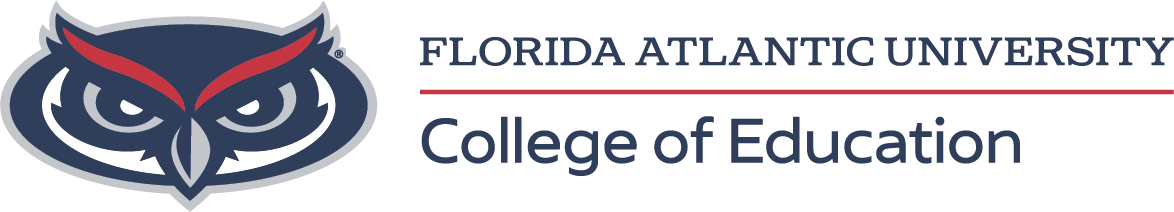 FLORIDA ATLANTIC UNIVERSITY
College of Education
®